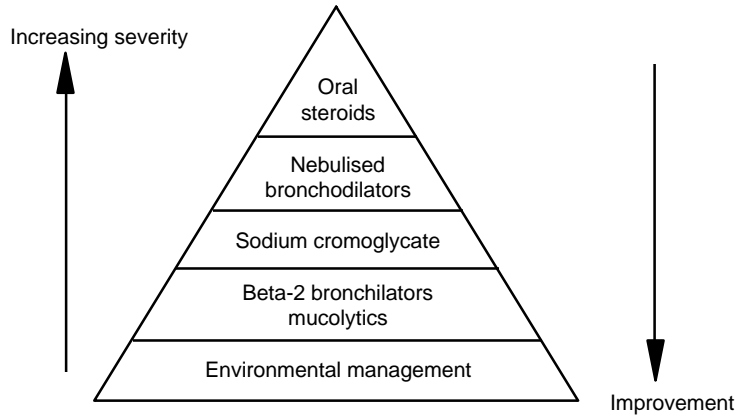 Increasing severity
Oral
steroids
Nebulised
bronchodilators
Sodium cromoglycate
Beta-2 bronchilators
mucolytics
Environmental management
Improvement